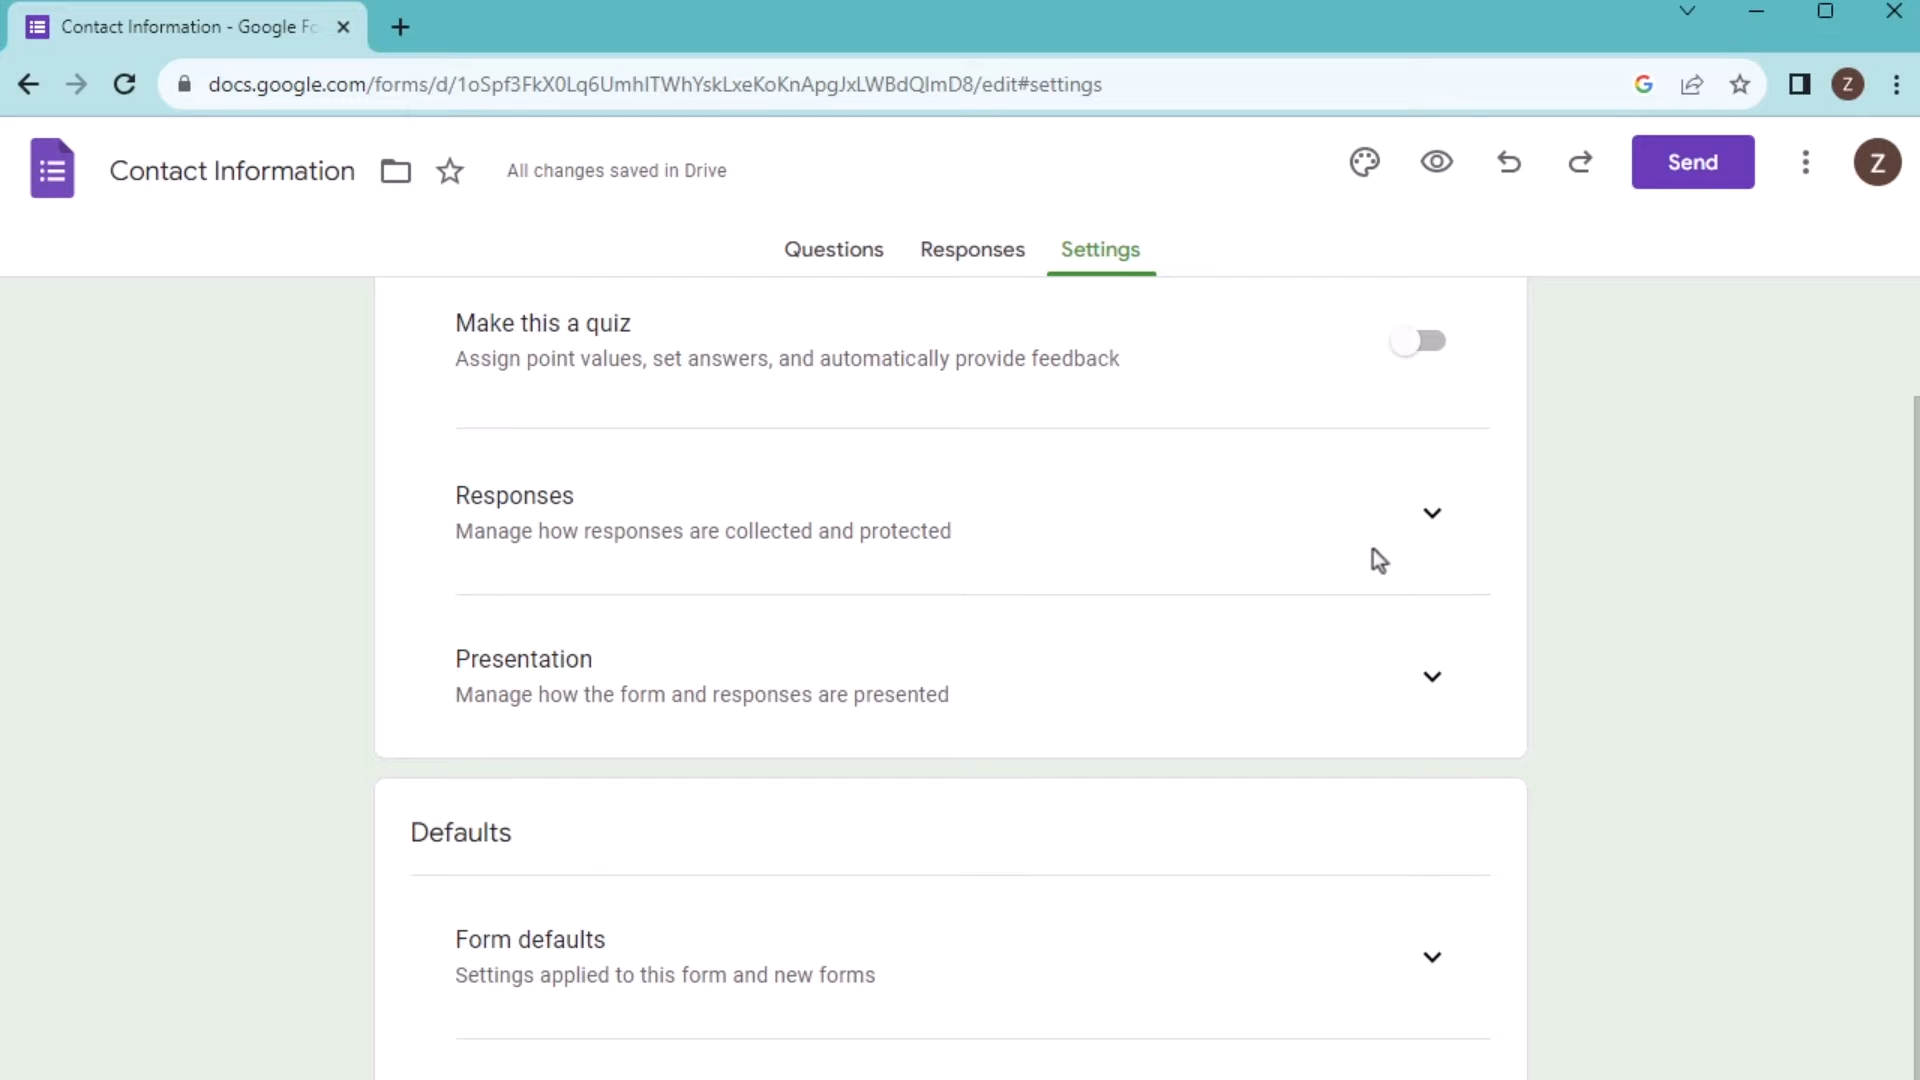 Contact Information - Google Fo
docs.google.com/forms/d/1oSpf3FkX0Lq6UmhITWhYskLxeKoKnApgJxLWBdQImD8/edit#settings
Z
Contact Information
All changes saved in Drive
Send
Z
Questions
Responses
Settings
Make this a quiz
Assign point values, set answers, and automatically provide feedback
Responses
Manage how responses are collected and protected
Presentation
Manage how the form and responses are presented
Defaults
Form defaults
Settings applied to this form and new forms